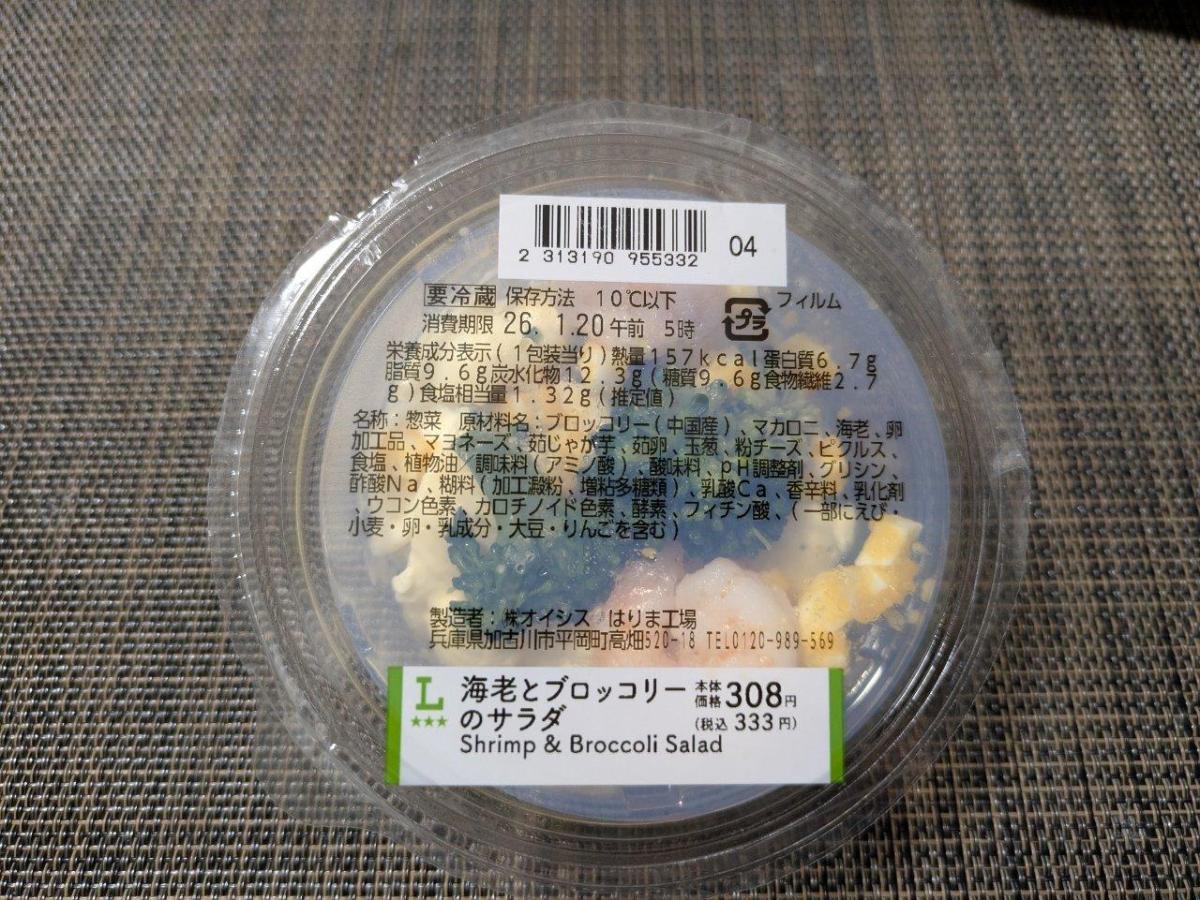 2 313190 955332
04
要冷蔵 保存方法 10℃以下
プラ フィルム
消費期限 26. 1.20午前 5時
栄養成分表示(1包装当り)熱量157kcal蛋白質6.7g
脂質9.6g炭水化物12.3g(糖質9.6g食物繊維2.7
g)食塩相当量1.32g(推定値)
名称:惣菜 原材料名:ブロッコリー(中国産)、マカロニ、海老、卵
加工品、マヨネーズ、茹じゃが芋、茹卵、玉葱、粉チーズ、ピクルス、
食塩、植物油/調味料(アミノ酸)、酸味料、pH調整剤、グリシン、
酢酸Na、糊料(加工澱粉、増粘多糖類)、乳酸Ca、香辛料、乳化剤
、ウコン色素、カロチノイド色素、酵素、フィチン酸、(一部にえび・
小麦・卵・乳成分・大豆・りんごを含む)
製造者:㈱オイシス はりま工場
兵庫県加古川市平岡町高畑520-18 TEL0120-989-569
L
海老とブロッコリー
のサラダ
Shrimp & Broccoli Salad
本体価格 308円
(税込 333円)